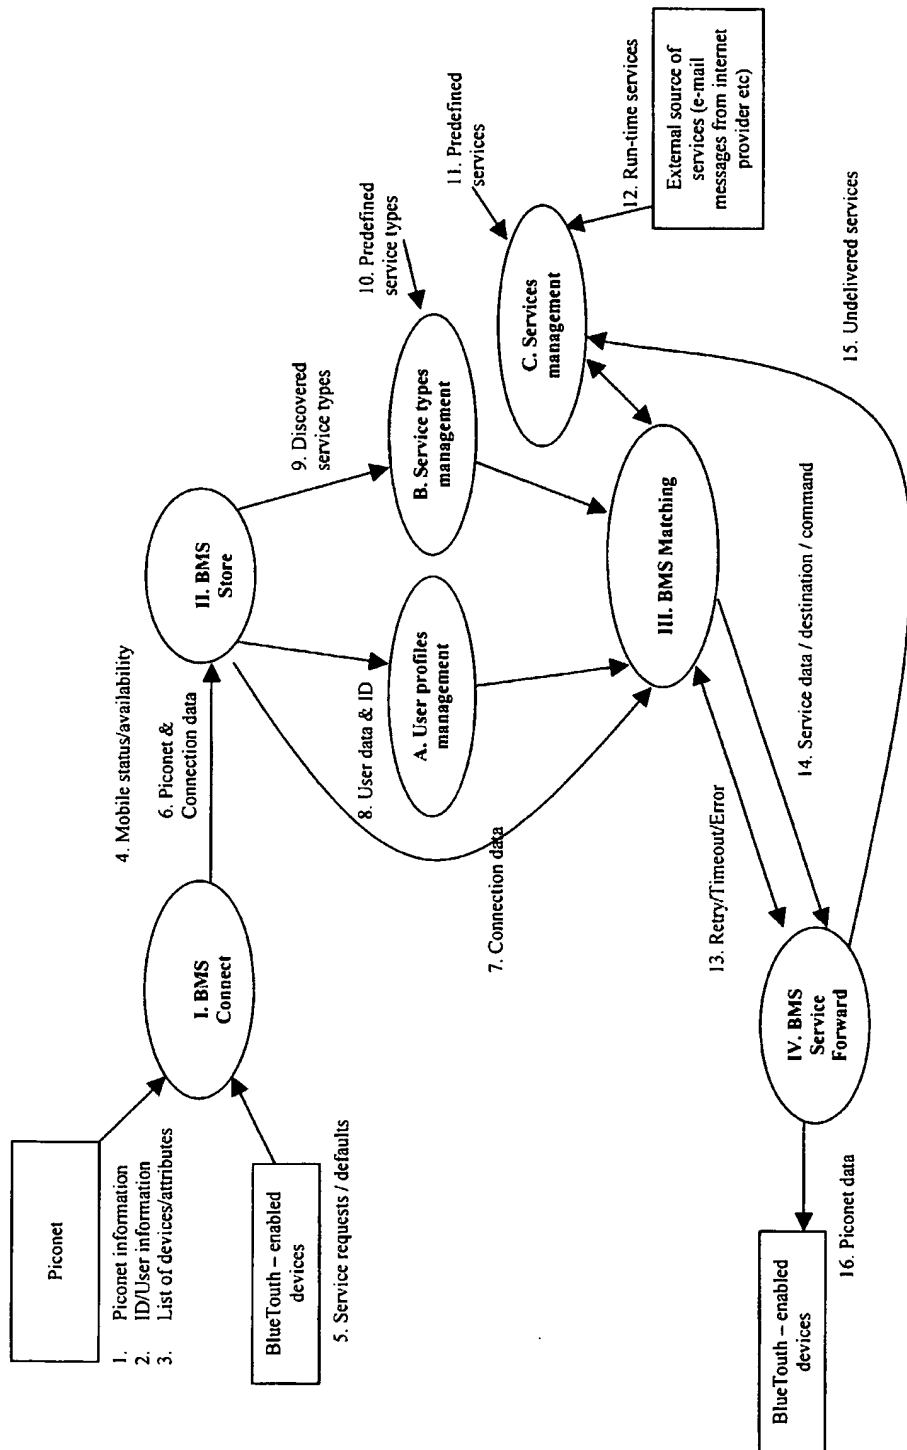 Piconet
1. Piconet information
2. ID/User information
3. List of devices/attributes
BlueTouth – enabled
devices
5. Service requests / defaults
I. BMS
Connect
4. Mobile status/availability
6. Piconet &
Connection data
II. BMS
Store
9. Discovered
service types
10. Predefined
service types
11. Predefined
services
8. User data & ID
A. User profiles
management
B. Service types
management
C. Services
management
12. Run-time services
External source of
services (e-mail
messages from internet
provider etc)
7. Connection data
III. BMS Matching
13. Retry/Timeout/Error
14. Service data / destination / command
15. Undelivered services
IV. BMS
Service
Forward
16. Piconet data
BlueTouth – enabled
devices